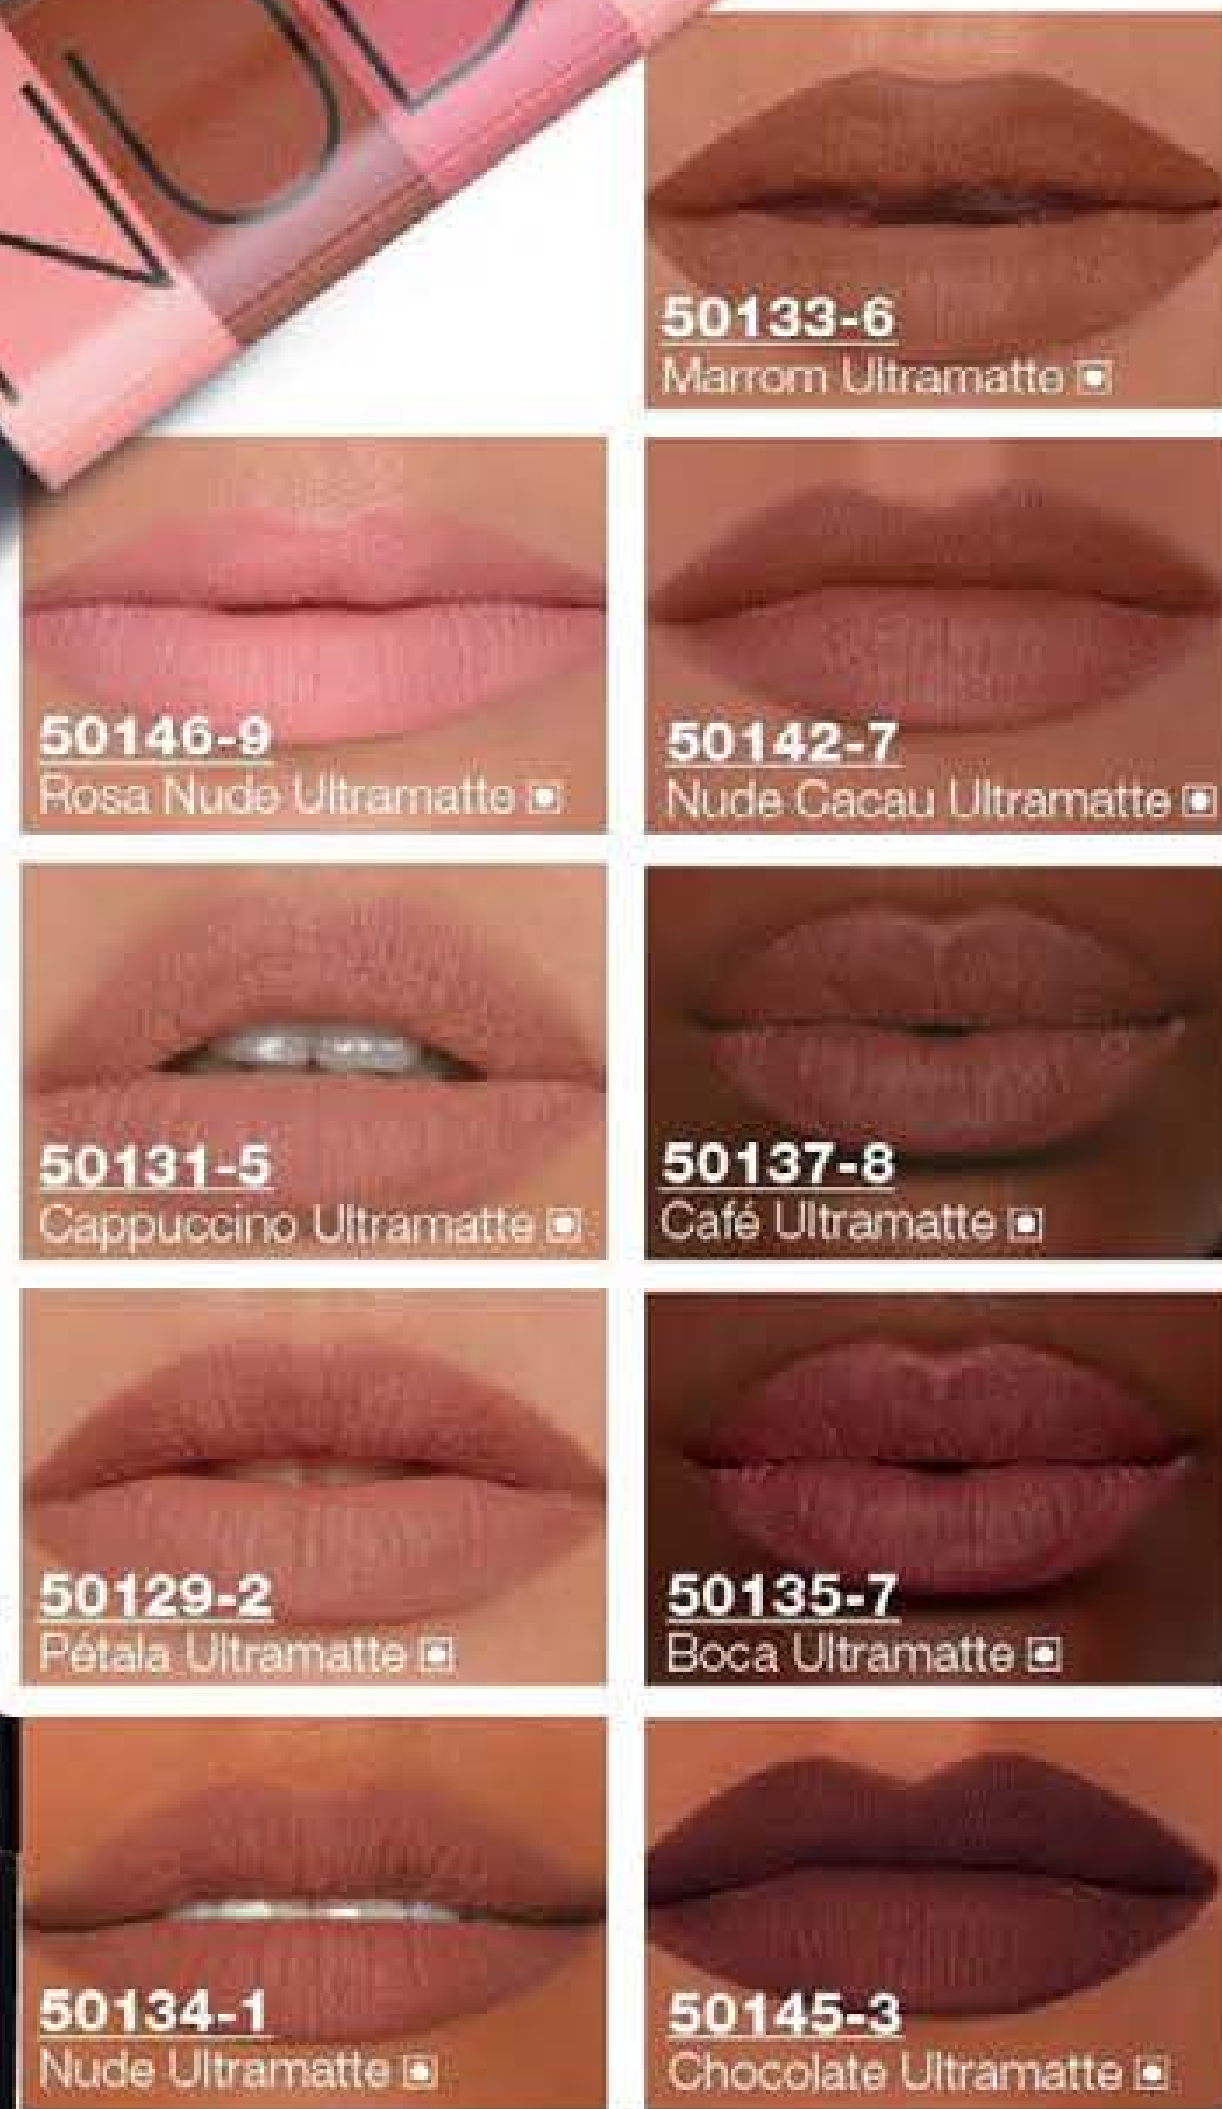 50133-6
Marrom Ultramatte
50146-9
Rosa Nude Ultramatte
50142-7
Nude Cacau Ultramatte
50131-5
Cappuccino Ultramatte
50137-8
Café Ultramatte
50129-2
Pétala Ultramatte
50135-7
Boca Ultramatte
50134-1
Nude Ultramatte
50145-3
Chocolate Ultramatte